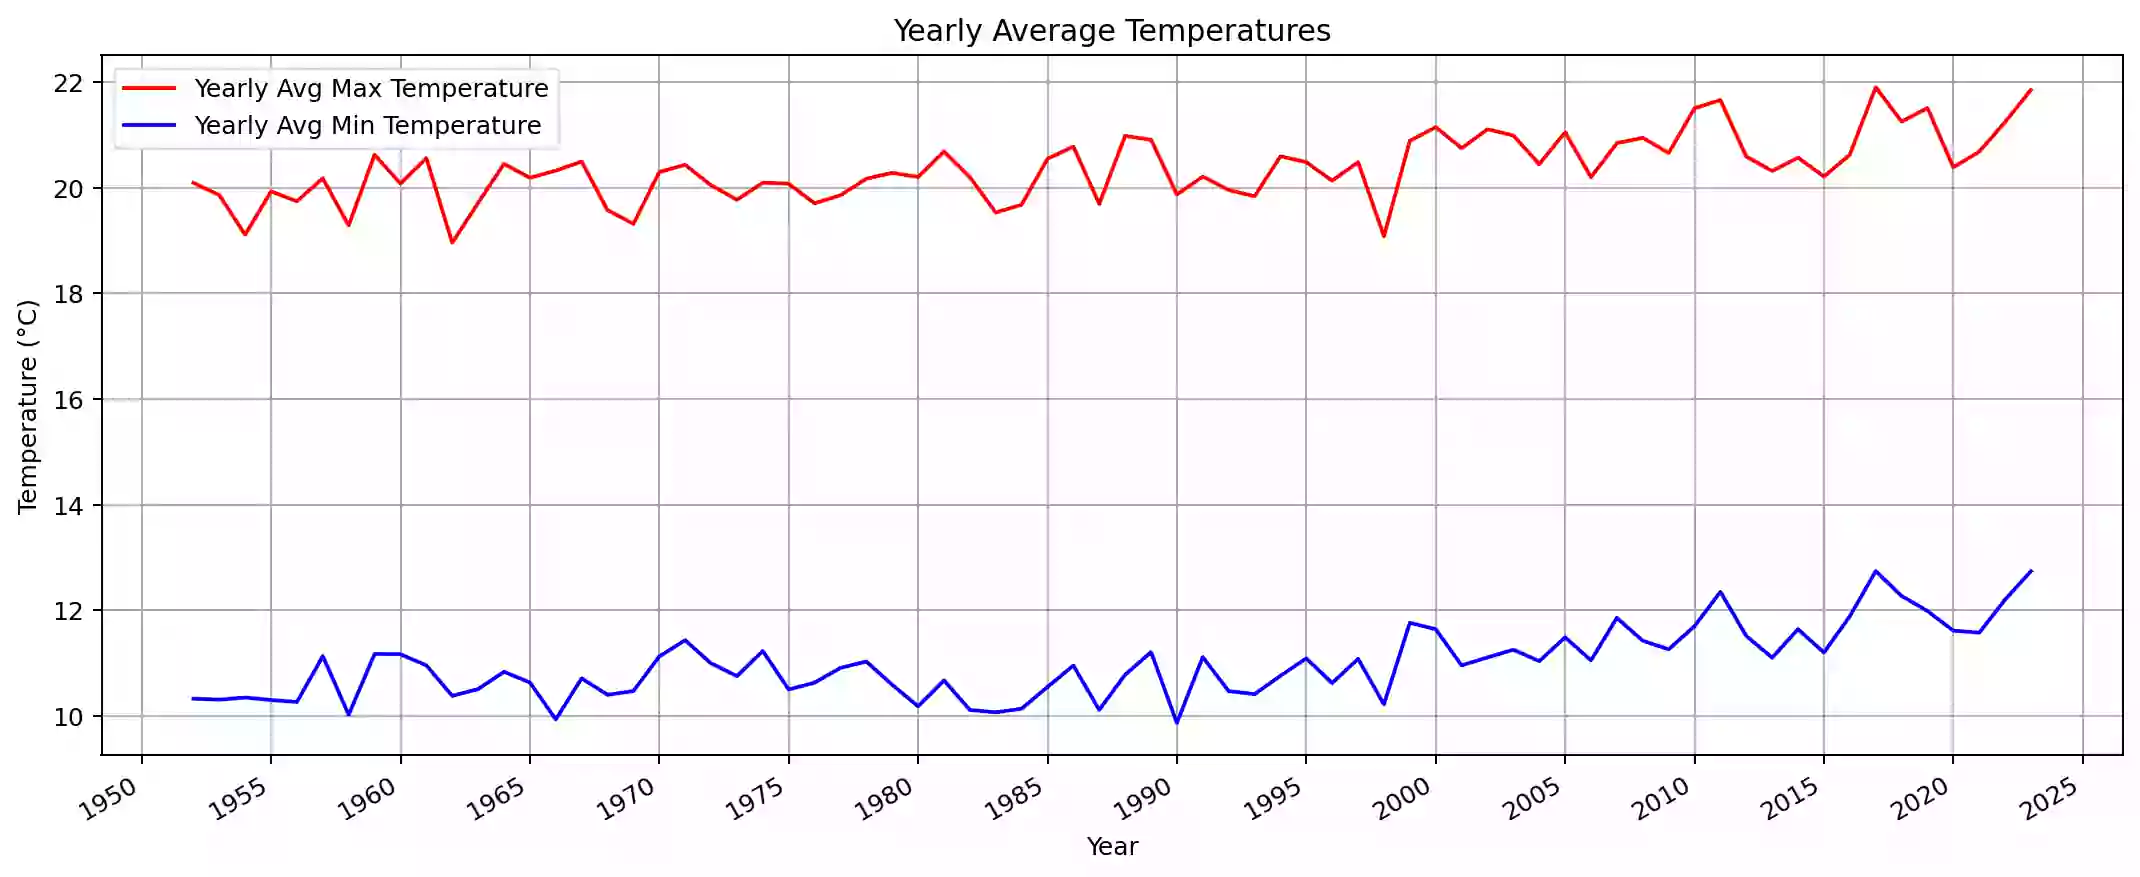 Yearly Average Temperatures
Yearly Avg Max Temperature
Yearly Avg Min Temperature
Temperature (°C)
22
20
18
16
14
12
10
1950 1955 1960 1965 1970 1975 1980 1985 1990 1995 2000 2005 2010 2015 2020 2025
Year